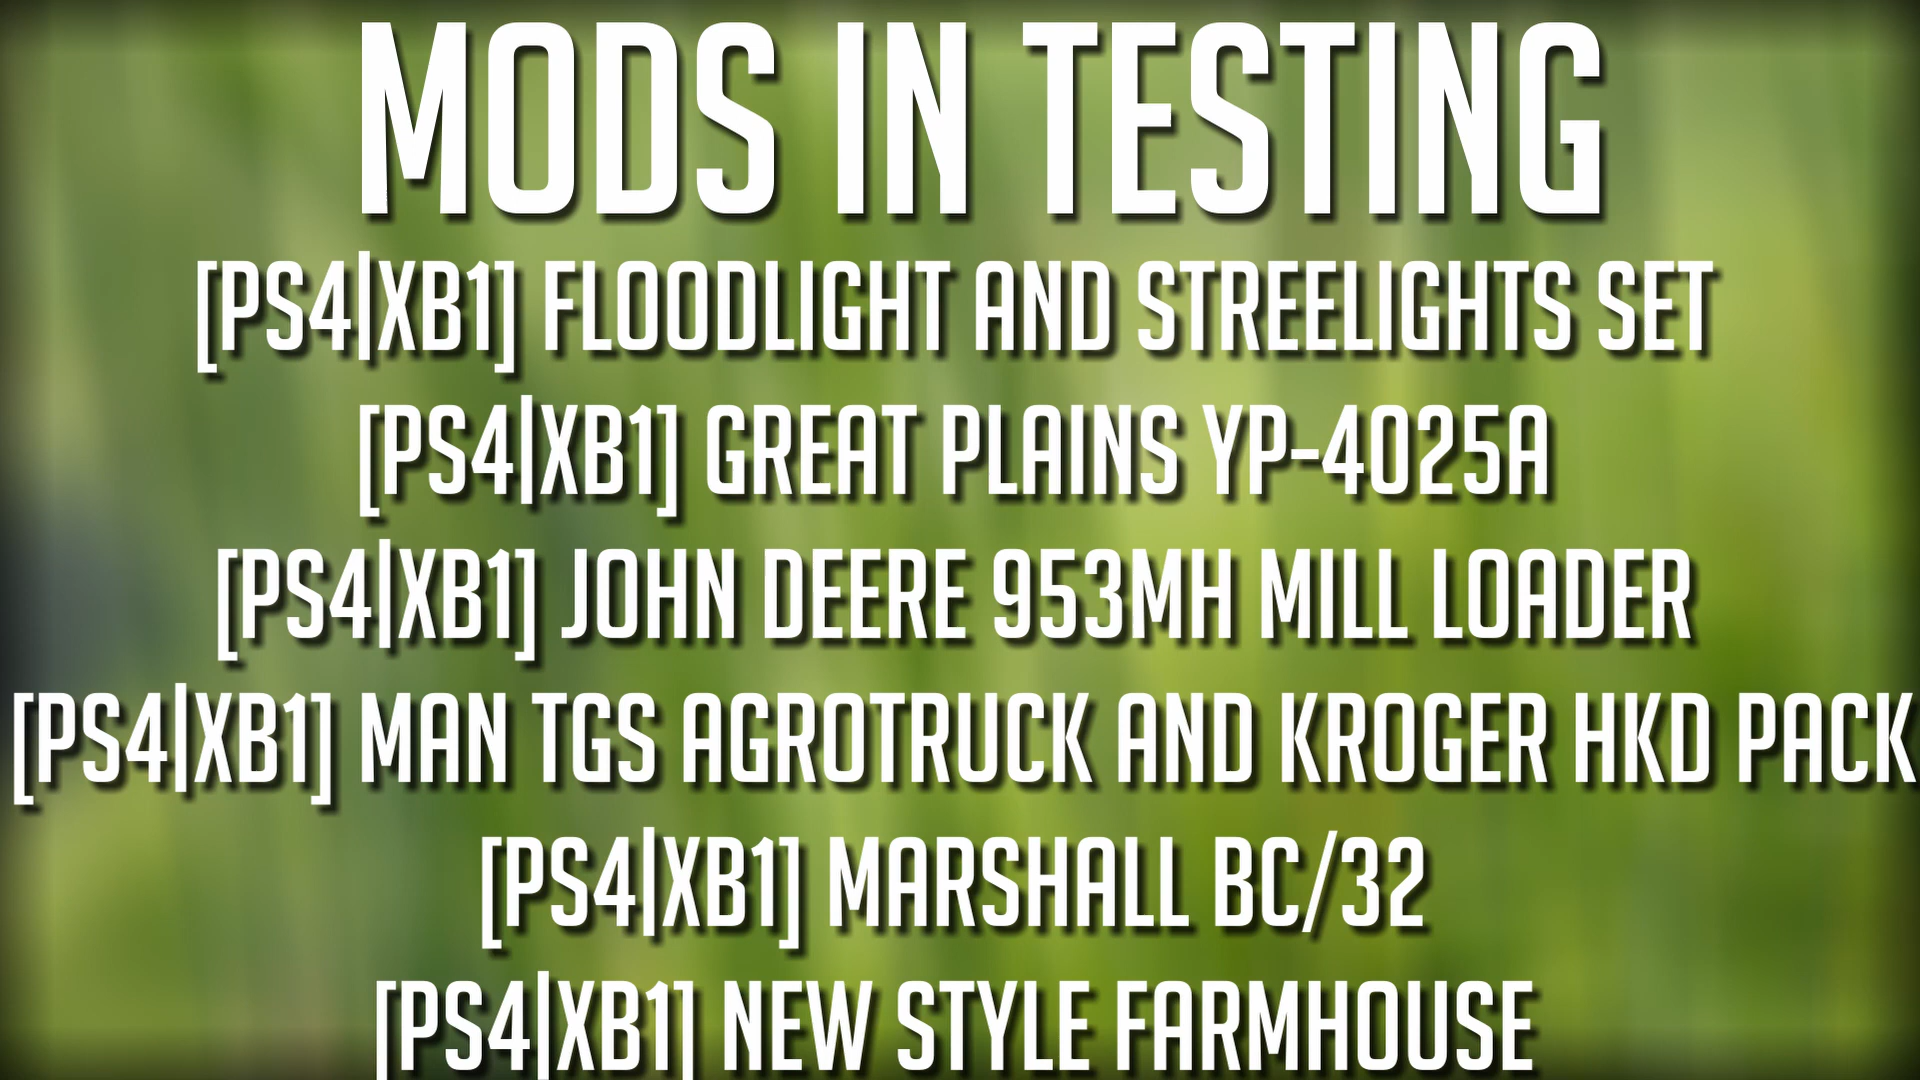 MODS IN TESTING
[PS4|XB1] FLOODLIGHT AND STREELIGHTS SET
[PS4|XB1] GREAT PLAINS YP-4025A
[PS4|XB1] JOHN DEERE 953MH MILL LOADER
[PS4|XB1] MAN TGS AGROTRUCK AND KROGER HKD PACK
[PS4|XB1] MARSHALL BC/32
[PS4|XB1] NEW STYLE FARMHOUSE